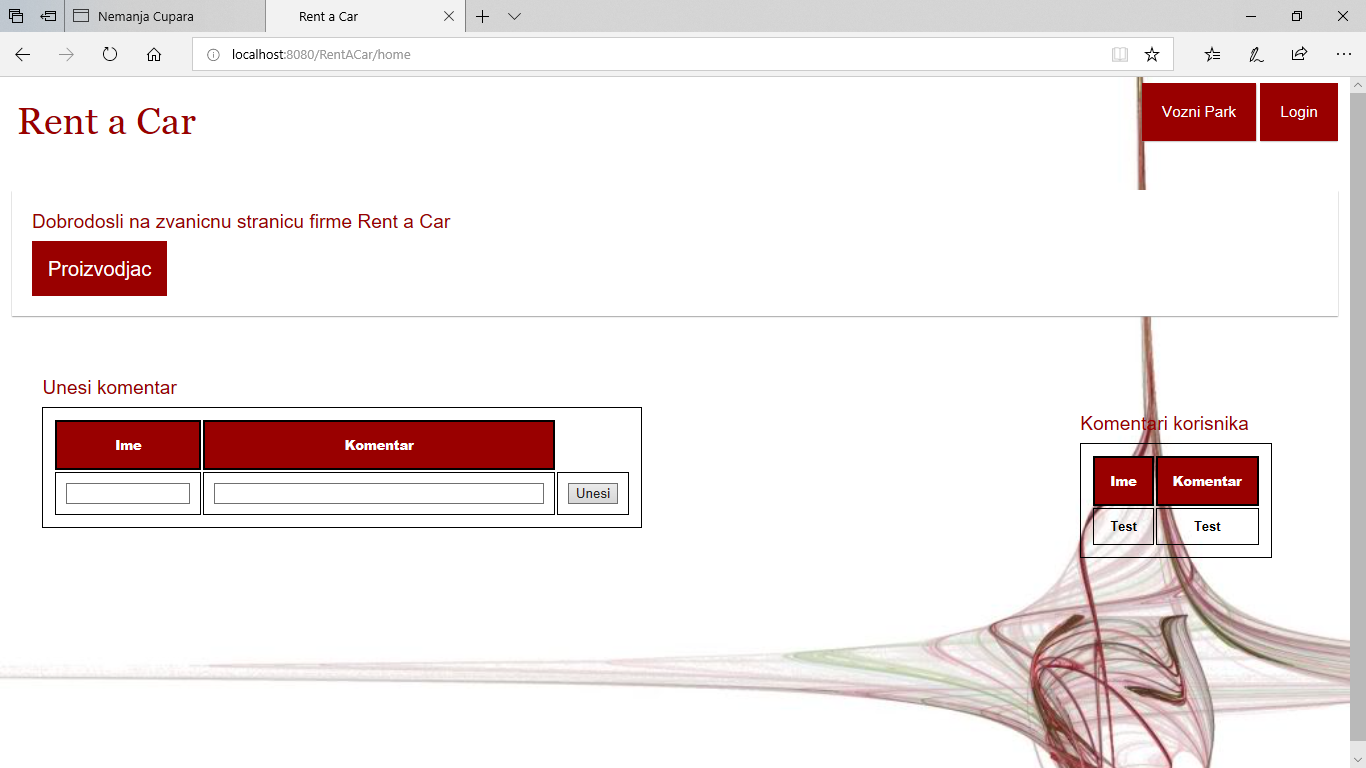 Nemanja Cupara
Rent a Car
localhost:8080/RentACar/home
Rent a Car
Vozni Park
Login
Dobrodosli na zvanicnu stranicu firme Rent a Car
Proizvodjac
Unesi komentar
Ime Komentar
Unesi
Komentari korisnika
Ime Komentar
Test Test